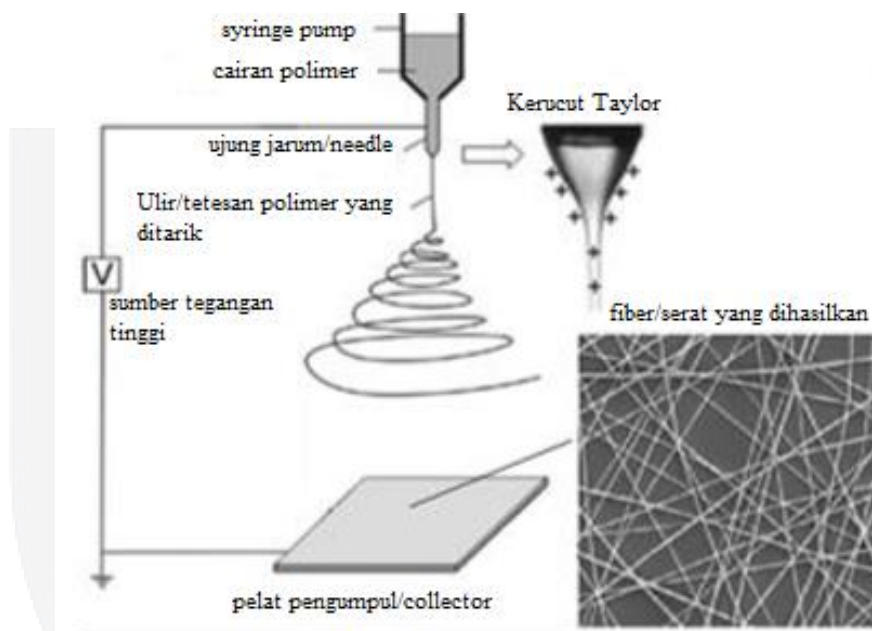 syringe pump
cairan polimer
Kerucut Taylor
ujung jarum/needle
Ulir/tetesan polimer yang
ditarik
V
sumber tegangan
tinggi
fiber/serat yang dihasilkan
pelat pengumpul/collector